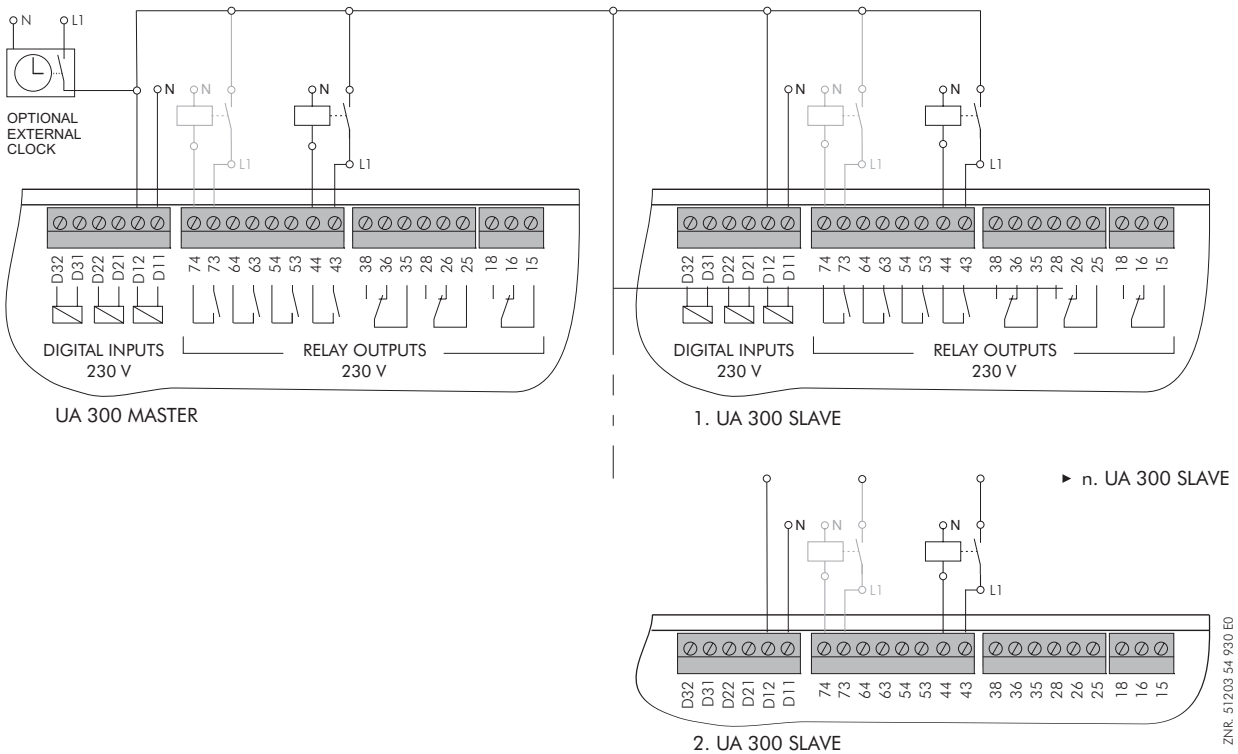 N L1
OPTIONAL
EXTERNAL
CLOCK
N N N
L1 L1
D32 D31 D22 D21 D12 D11 74 73 64 63 54 53 44 43 38 36 35 28 26 25 18 16 15
DIGITAL INPUTS
230 V
RELAY OUTPUTS
230 V
UA 300 MASTER
N N N
L1 L1
D32 D31 D22 D21 D12 D11 74 73 64 63 54 53 44 43 38 36 35 28 26 25 18 16 15
DIGITAL INPUTS
230 V
RELAY OUTPUTS
230 V
1. UA 300 SLAVE
► n. UA 300 SLAVE
N N N
L1 L1
D32 D31 D22 D21 D12 D11 74 73 64 63 54 53 44 43 38 36 35 28 26 25 18 16 15
2. UA 300 SLAVE
ZNR. 51203 54 930 E0